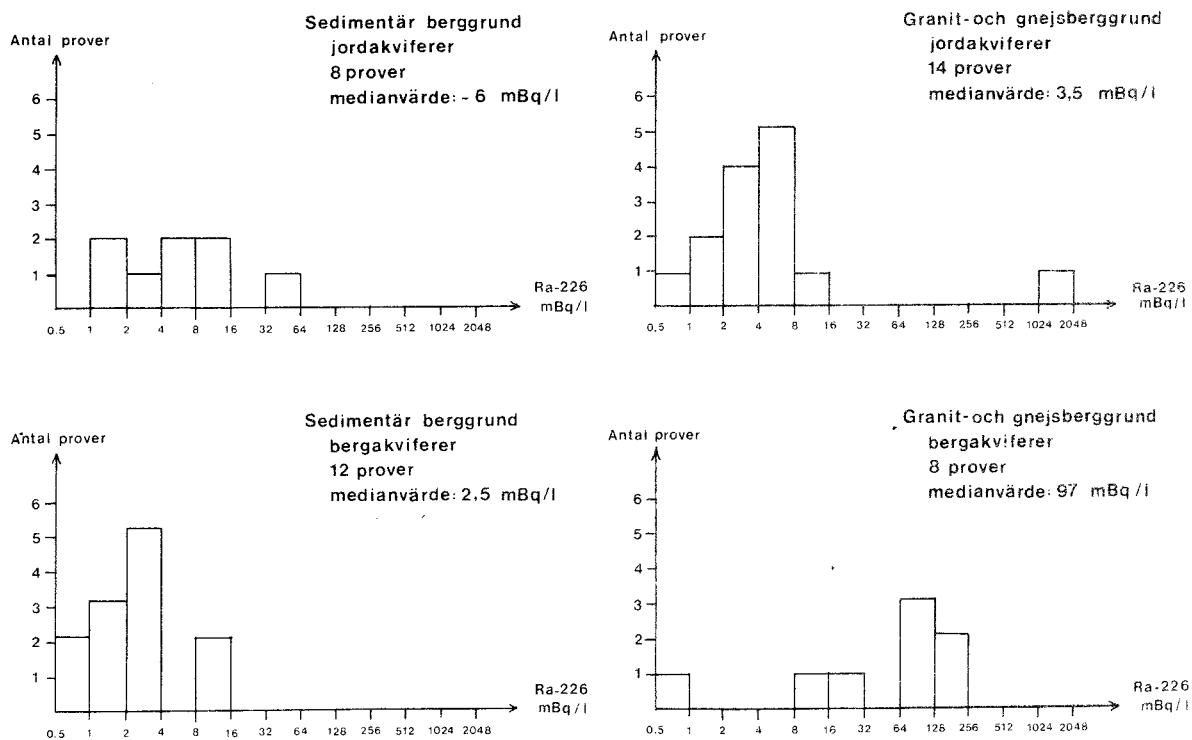 Sedimentär berggrund
jordakviferer
8 prover
medianvärde: ~ 6 mBq/l
Antal prover
6
5
4
3
2
1
Ra-226
mBq/l
0.5 1 2 4 8 16 32 64 128 256 512 1024 2048
Granit-och gnejsberggrund
jordakviferer
14 prover
medianvärde: 3,5 mBq/l
Antal prover
6
5
4
3
2
1
Ra-226
mBq/l
0.5 1 2 4 8 16 32 64 128 256 512 1024 2048
Sedimentär berggrund
bergakviferer
12 prover
medianvärde: 2,5 mBq/l
Antal prover
6
5
4
3
2
1
Ra-226
mBq/l
0.5 1 2 4 8 16 32 64 128 256 512 1024 2048
Granit-och gnejsberggrund
bergakviferer
8 prover
medianvärde: 97 mBq/l
Antal prover
6
5
4
3
2
1
Ra-226
mBq/l
0.5 1 2 4 8 16 32 64 128 256 512 1024 2048